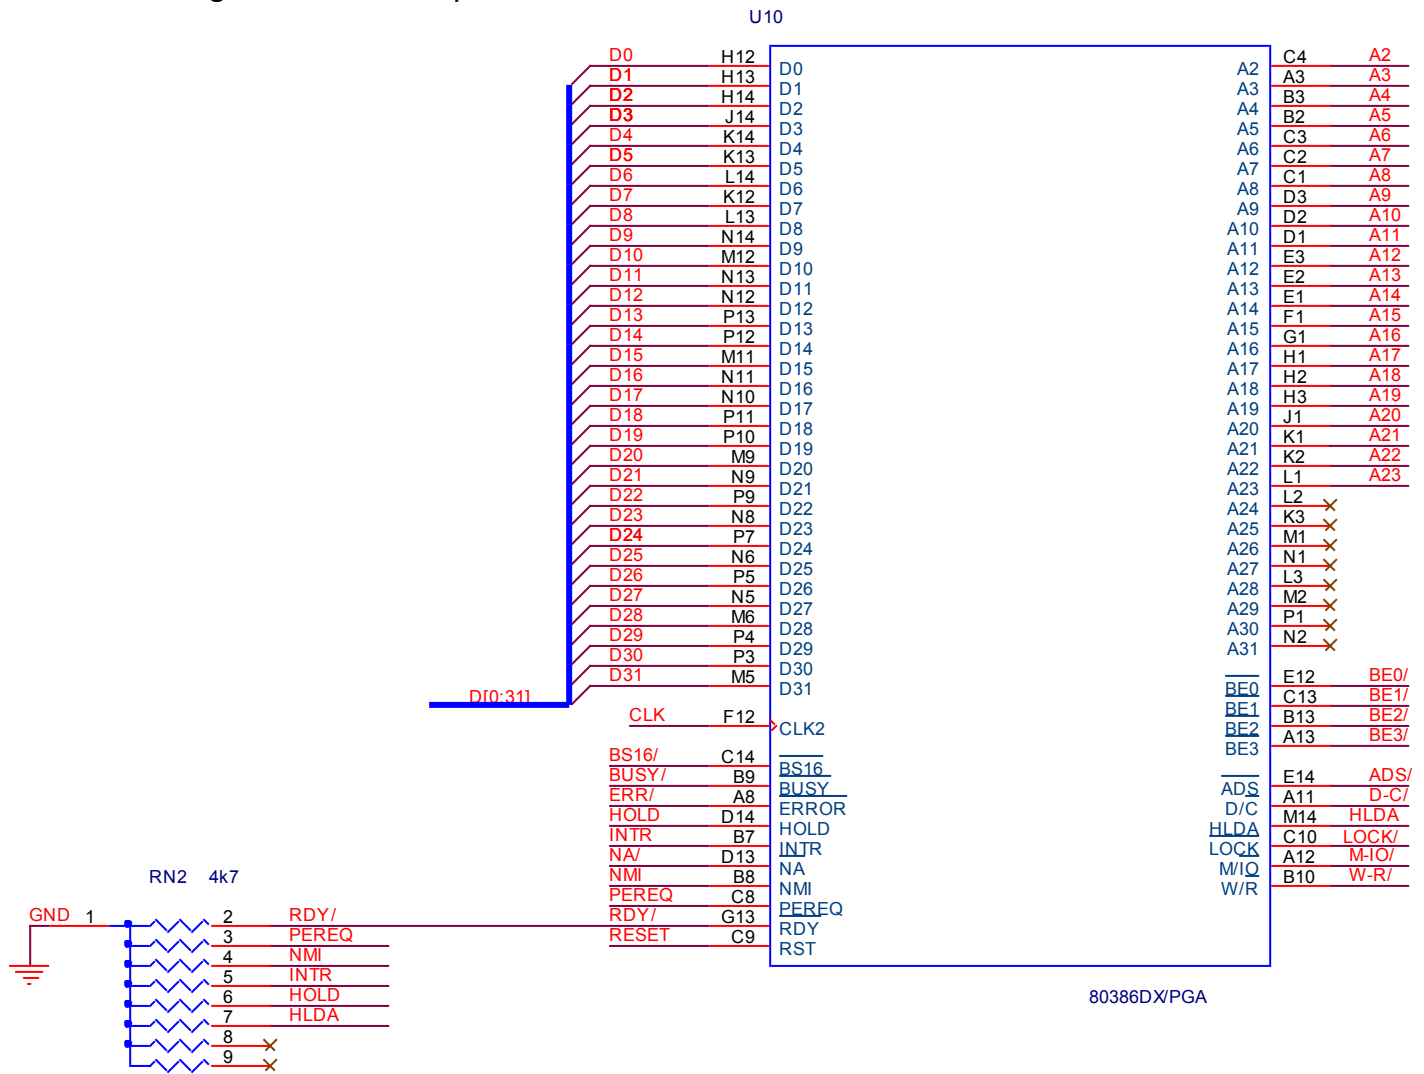 U10
D0 H12 D0 A2 C4 A2
D1 H13 D1 A3 A3 A3
D2 H14 D2 A4 B3 A4
D3 J14 D3 A5 B2 A5
D4 K14 D4 A6 C3 A6
D5 K13 D5 A7 C2 A7
D6 L14 D6 A8 C1 A8
D7 K12 D7 A9 D3 A9
D8 L13 D8 A10 D2 A10
D9 N14 D9 A11 D1 A11
D10 M12 D10 A12 E3 A12
D11 N13 D11 A13 E2 A13
D12 N12 D12 A14 E1 A14
D13 P13 D13 A15 F1 A15
D14 P12 D14 A16 G1 A16
D15 M11 D15 A17 H1 A17
D16 N11 D16 A18 H2 A18
D17 N10 D17 A19 H3 A19
D18 P11 D18 A20 J1 A20
D19 P10 D19 A21 K1 A21
D20 M9 D20 A22 K2 A22
D21 N9 D21 A23 L1 A23
D22 P9 D22 A24 L2
D23 N8 D23 A25 K3
D24 P7 D24 A26 M1
D25 N6 D25 A27 N1
D26 P5 D26 A28 L3
D27 N5 D27 A29 M2
D28 M6 D28 A30 P1
D29 P4 D29 A31 N2
D30 P3 D30
D31 M5 D31 BE0 E12 BE0/
D[0:31] BE1 C13 BE1/
CLK F12 CLK2 BE2 B13 BE2/
BE3 A13 BE3/
BS16/ C14 BS16
BUSY/ B9 BUSY ADS E14 ADS/
ERR/ A8 ERROR D/C A11 D-C/
HOLD D14 HOLD HLDA M14 HLDA
INTR B7 INTR LOCK C10 LOCK/
NA/ D13 NA M/IO A12 M-IO/
NMI B8 NMI W/R B10 W-R/
PEREQ C8 PEREQ
RDY/ G13 RDY
RESET C9 RST
80386DX/PGA
RN2 4k7
GND 1 2 RDY/
3 PEREQ
4 NMI
5 INTR
6 HOLD
7 HLDA
8
9